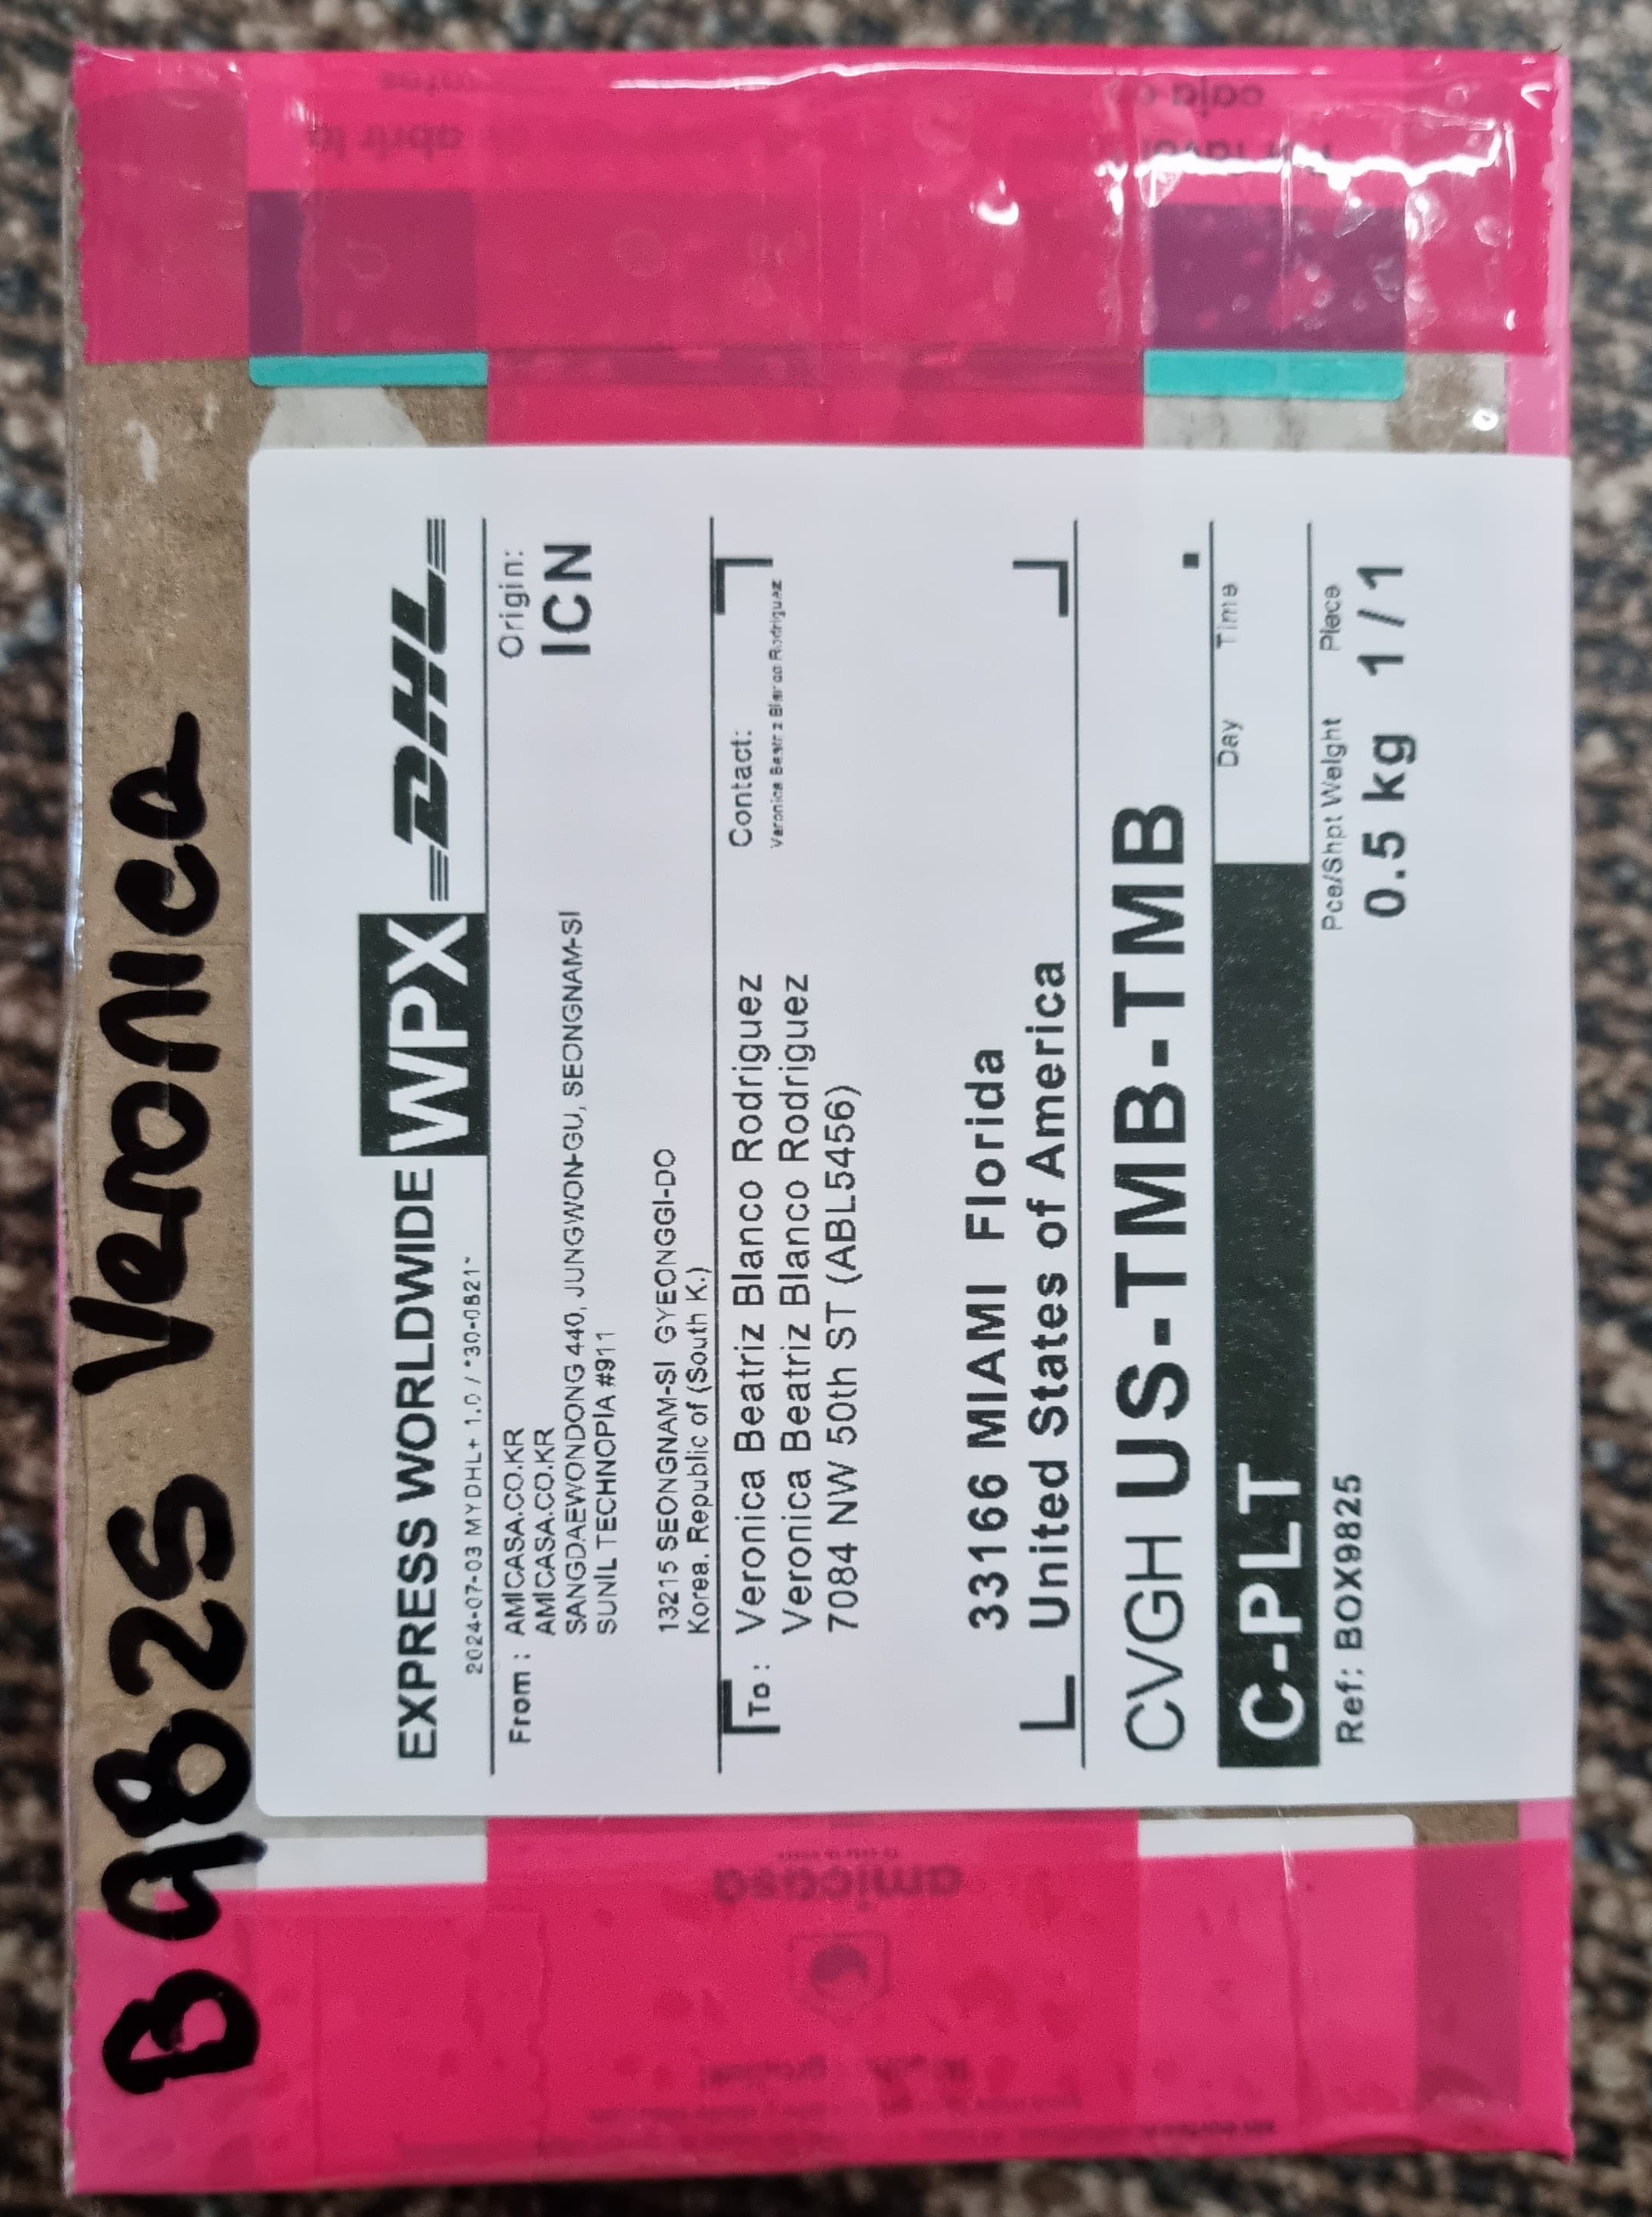 B9825 Veronica
EXPRESS WORLDWIDE WPX DHL
2024-07-03 MYDHL+ 1.0 / *30-0821*
From : AMICASA.CO.KR
AMICASA.CO.KR
SANGDAEWONDONG 440, JUNGWON-GU, SEONGNAM-SI
SUNIL TECHNOPIA #911
13215 SEONGNAM-SI GYEONGGI-DO
Korea, Republic of (South K.)
Origin:
ICN
To : Veronica Beatriz Blanco Rodriguez
Veronica Beatriz Blanco Rodriguez
7084 NW 50th ST (ABL5456)
33166 MIAMI Florida
United States of America
Contact:
Veronica Beatriz Blanco Rodriguez
CVGH US-TMB-TMB
C-PLT
Day Time
Ref: BOX9825
Pce/Shpt Weight Piece
0.5 kg 1 / 1
amicasa
abrir la
caja